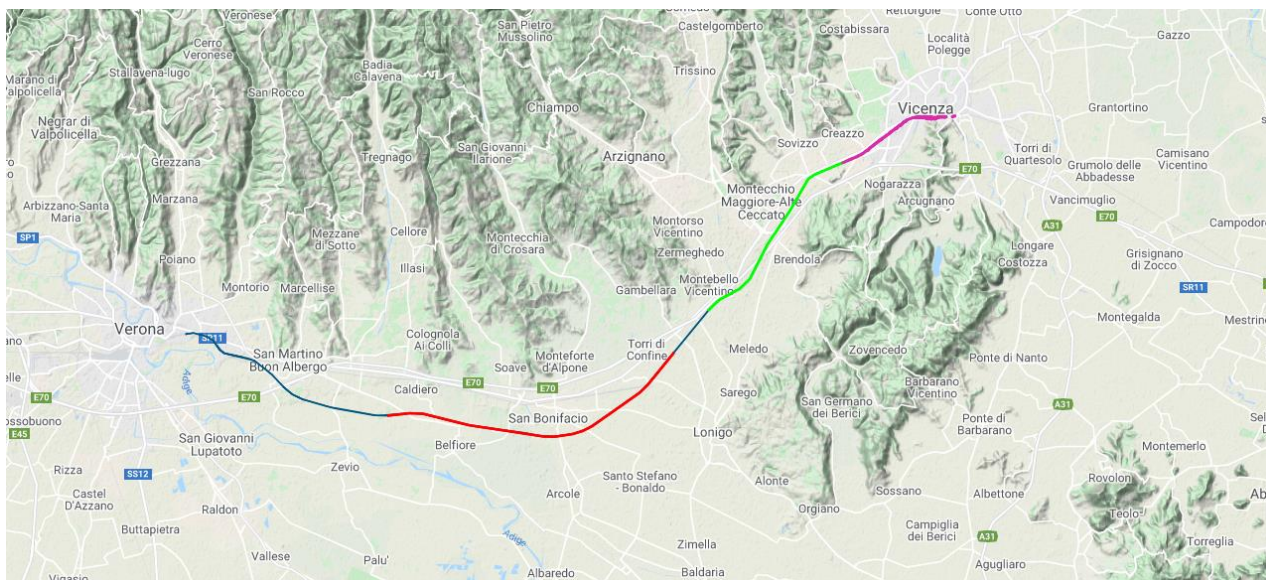 Veronese
San Pietro
Mussolino
Castelgomberto
Costabissara
Rettorgole
Conte Otto
Località
Polegge
Gazzo
Cerro
Veronese
Badia
Calavena
Marano di
Valpolicella
Stallavena-lugo
San Rocco
Trissino
Chiampo
Vicenza
Grantortino
Negrar di
Valpolicella
Grezzana
Tregnago
San Giovanni
Ilarione
Arzignano
Creazzo
Sovizzo
Torri di
Quartesolo
Camisano
Vicentino
E70
Grumolo delle
Abbadesse
Marzana
Arbizzano-Santa
Maria
Montecchio
Maggiore-Alte
Ceccato
Nogarazza
Arcugnano
Vancimuglio
E70
A31
Campodor
SP1
Mezzane
di Sotto
Cellore
Montecchia
di Crosara
Montorso
Vicentino
Zermeghedo
Brendola
Longare
Costozza
Grisignano
di Zocco
Poiano
Illasi
Montorio
Marcellise
Gambellara
Montebello
Vicentino
SR11
Montegalda
Mestrino
Verona
SP11
San Martino
Buon Albergo
Colognola
Ai Colli
Soave
Monteforte
d'Alpone
Torri di
Confine
Meledo
Zovencedo
Ponte di Nanto
Adige
E70
Caldiero
E70
E70
Sarego
Barbarano
Vicentino
San Germano
dei Berici
A31
E70
ossobuono
E45
San Bonifacio
Lonigo
Ponte di
Barbarano
San Giovanni
Lupatoto
Belfiore
Montemerlo
Rizza
SS12
Zevio
Santo Stefano
- Bonaldo
Alonte
Sossano
Albettone
Rovolon
Castel
D'Azzano
Raldon
Arcole
Orgiano
Teolo
Buttapietra
Adige
Zimella
Campiglia
dei Berici
A31
Torreglia
Vallese
Palu'
Albaredo
Baldaria
Agugliaro
Vigasio